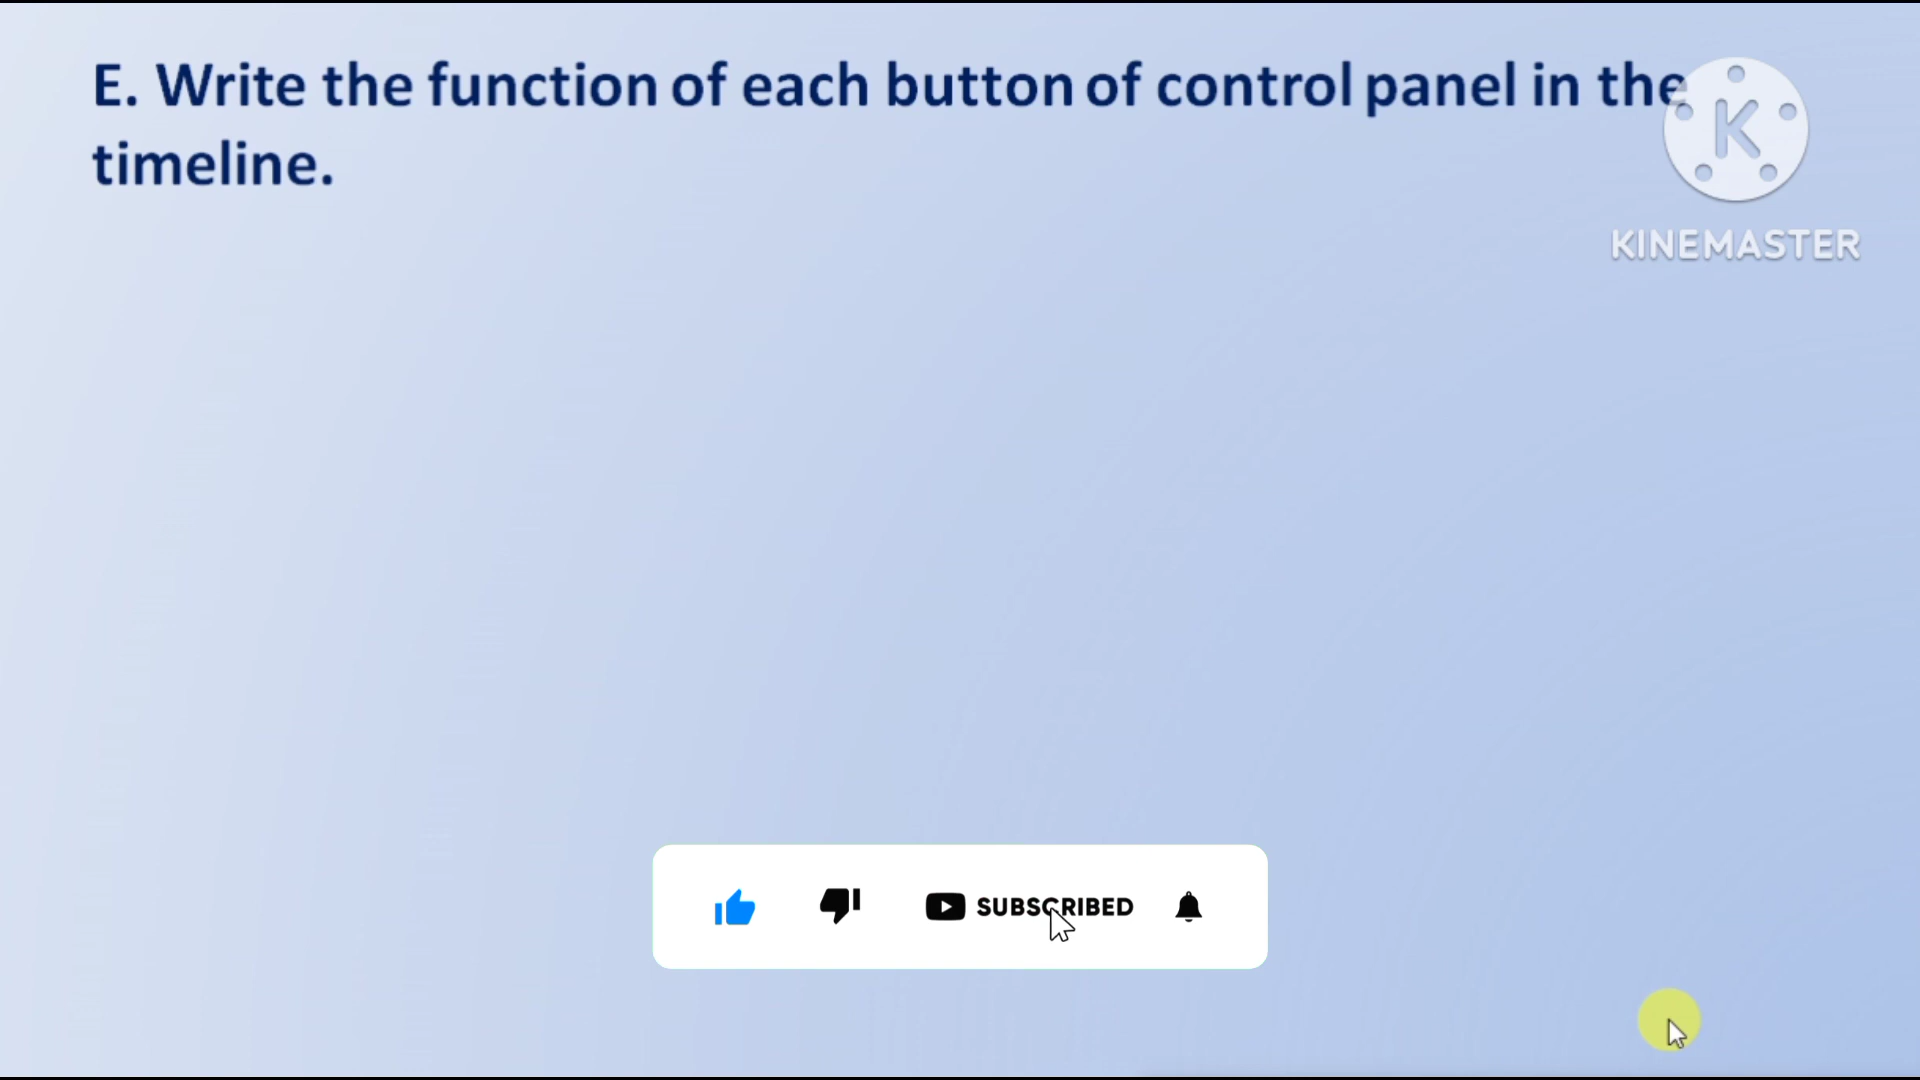 E. Write the function of each button of control panel in the
timeline.
K
KINEMASTER
SUBSCRIBED